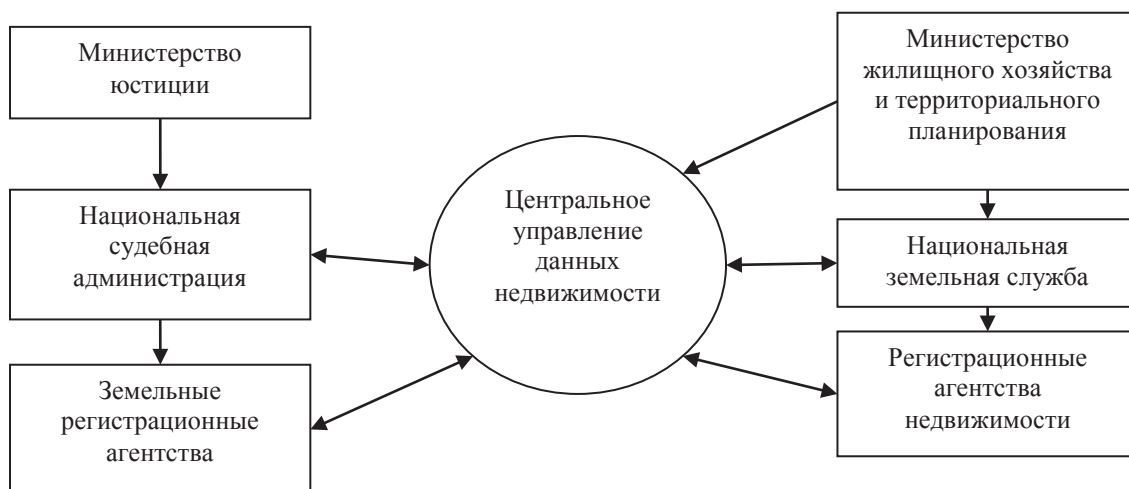 Министерство
юстиции
Национальная
судебная
администрация
Земельные
регистрационные
агентства
Центральное
управление
данных
недвижимости
Министерство
жилищного хозяйства
и территориального
планирования
Национальная
земельная служба
Регистрационные
агентства
недвижимости